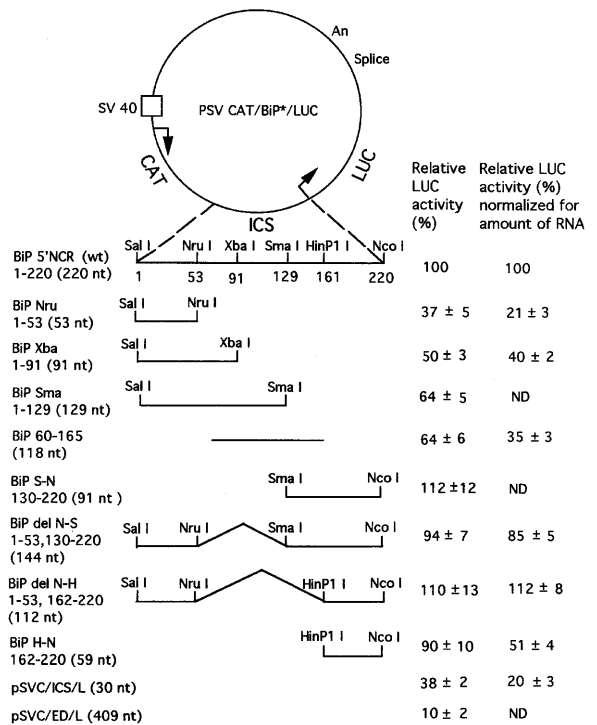 An
Splice
SV 40
PSV CAT/BiP*/LUC
CAT
LUC
ICS
Relative LUC activity (%)
Relative LUC activity (%) normalized for amount of RNA
BiP 5'NCR (wt)
1-220 (220 nt)
Sal I Nru I Xba I Sma I HinP1 I Nco I
1 53 91 129 161 220
100 100
BiP Nru
1-53 (53 nt)
Sal I Nru I
37 ± 5 21 ± 3
BiP Xba
1-91 (91 nt)
Sal I Xba I
50 ± 3 40 ± 2
BiP Sma
1-129 (129 nt)
Sal I Sma I
64 ± 5 ND
BiP 60-165
(118 nt)
64 ± 6 35 ± 3
BiP S-N
130-220 (91 nt )
Sma I Nco I
112 ±12 ND
BiP del N-S
1-53,130-220
(144 nt)
Sal I Nru I Sma I Nco I
94 ± 7 85 ± 5
BiP del N-H
1-53, 162-220
(112 nt)
Sal I Nru I HinP1 I Nco I
110 ±13 112 ± 8
BiP H-N
162-220 (59 nt)
HinP1 I Nco I
90 ± 10 51 ± 4
pSVC/ICS/L (30 nt)
38 ± 2 20 ± 3
pSVC/ED/L (409 nt)
10 ± 2 ND